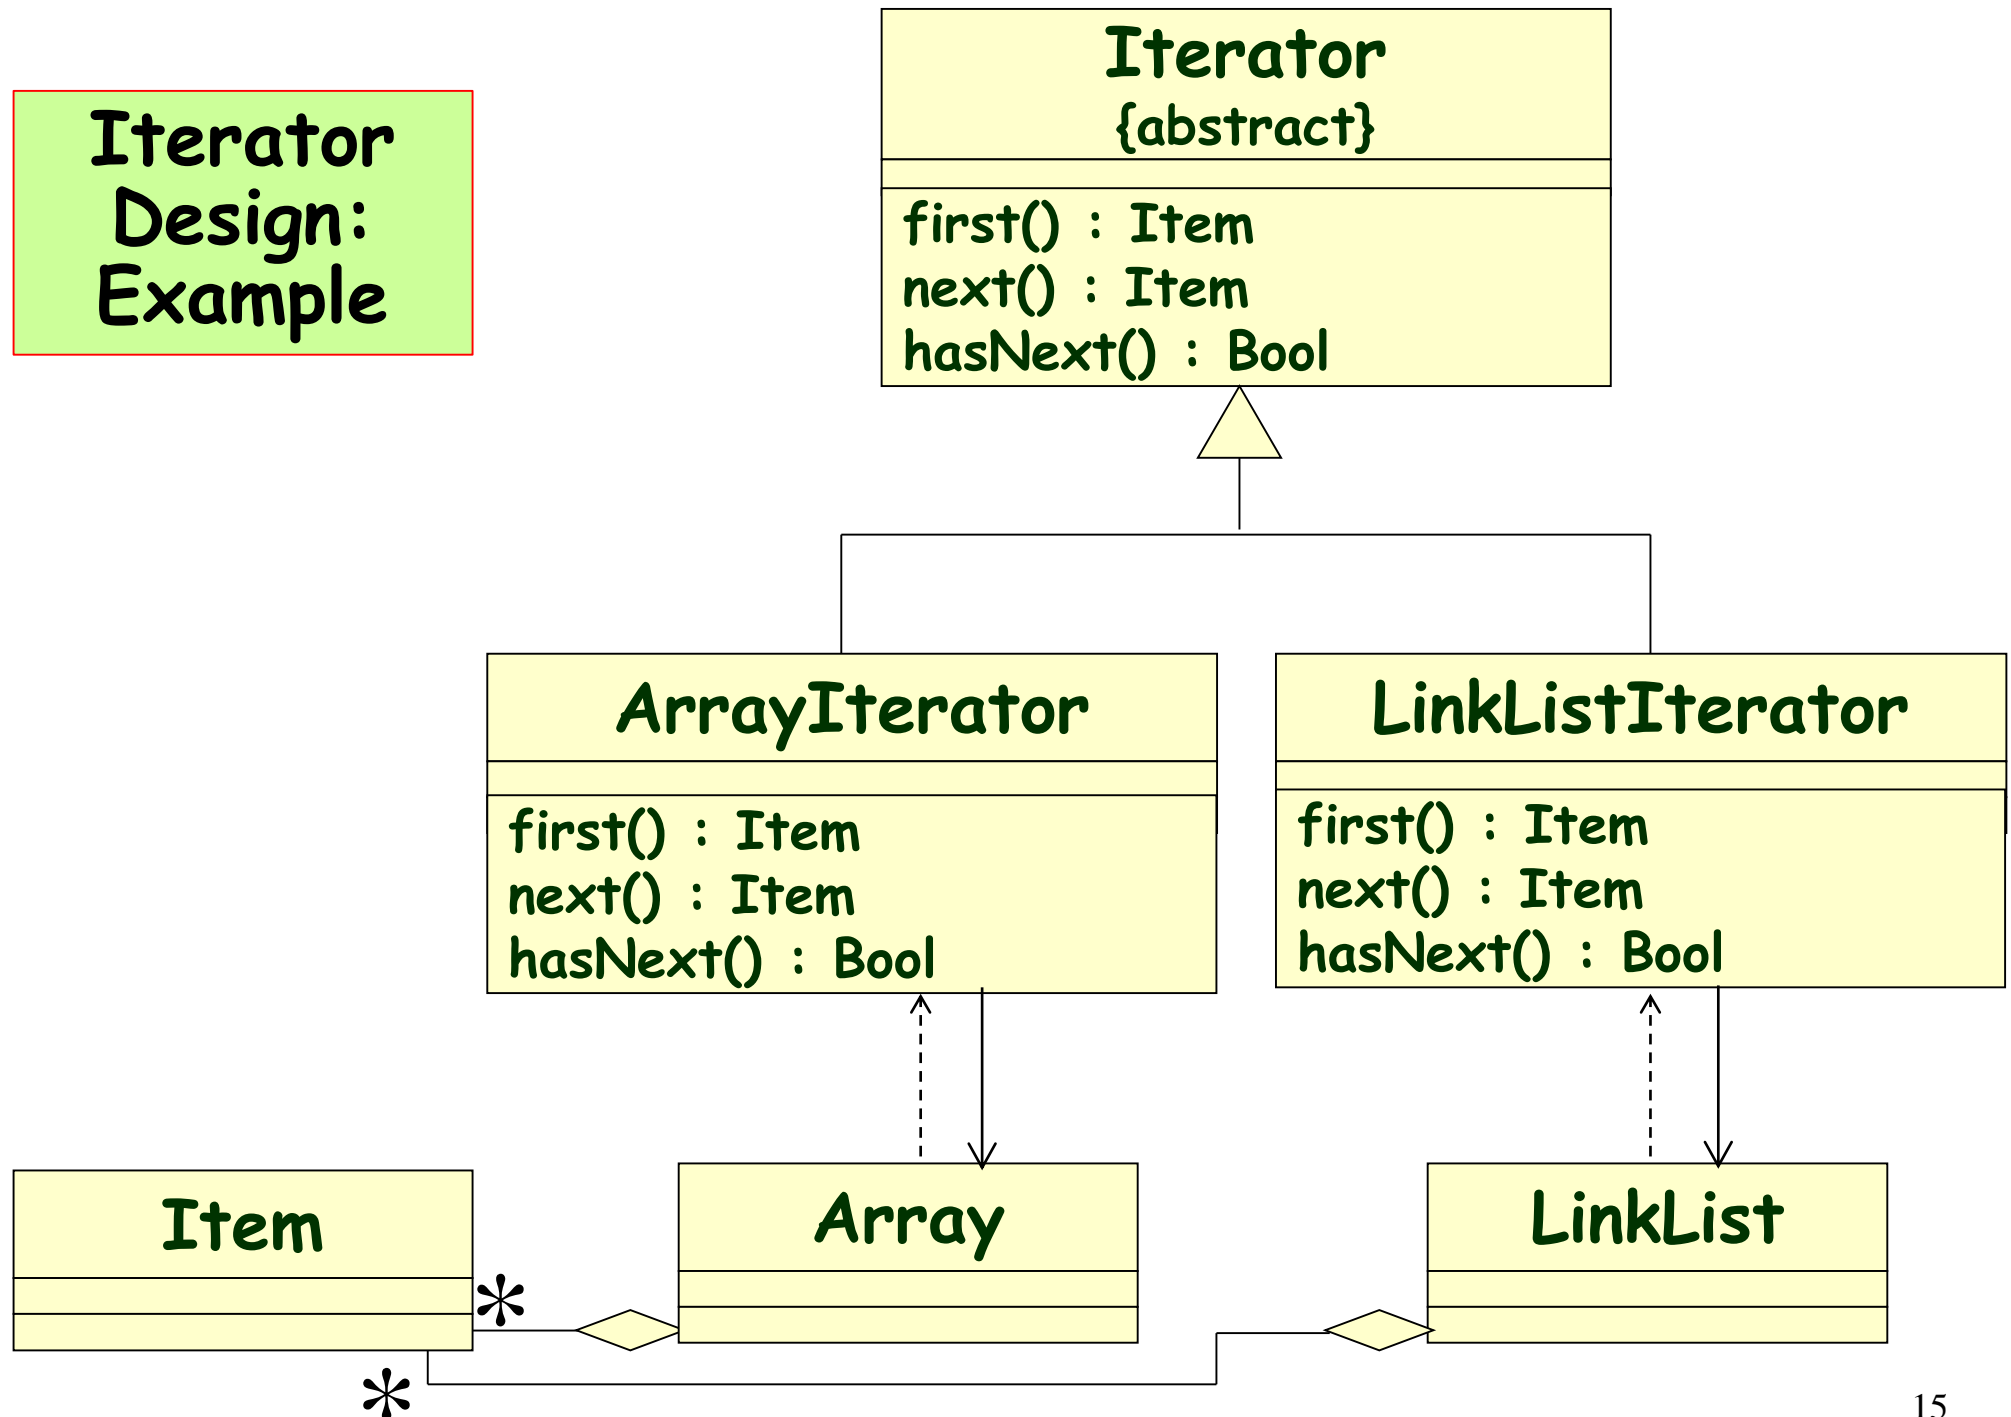 Iterator
Design:
Example
Iterator
{abstract}
first() : Item
next() : Item
hasNext() : Bool
ArrayIterator
first() : Item
next() : Item
hasNext() : Bool
LinkListIterator
first() : Item
next() : Item
hasNext() : Bool
Item
*
*
Array
LinkList
15